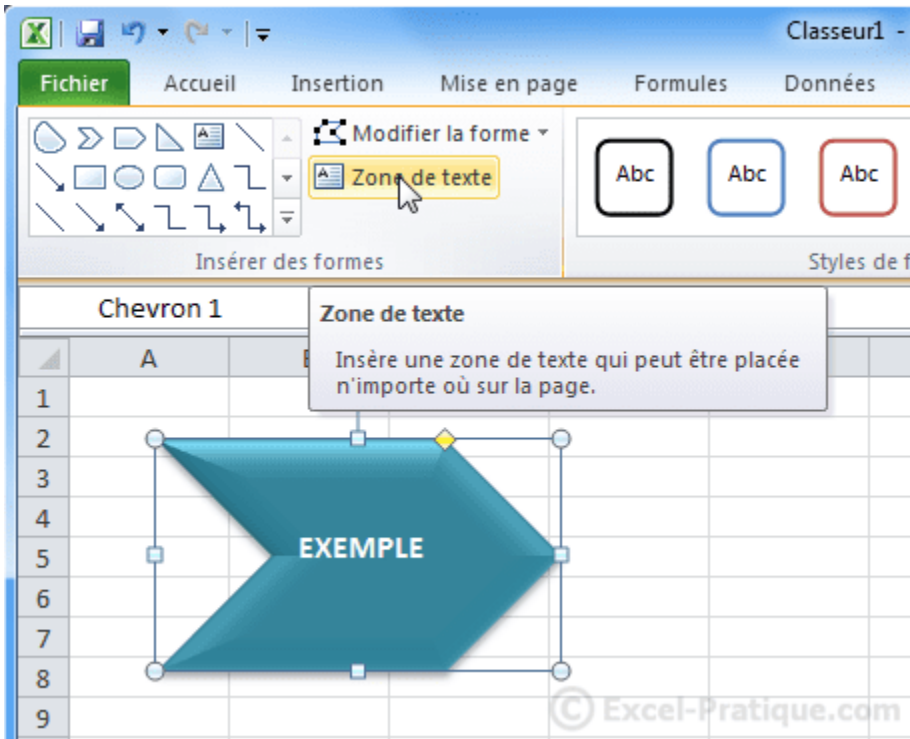 Classeur1 -
Fichier Accueil Insertion Mise en page Formules Données
Modifier la forme
Zone de texte
Abc Abc Abc
Insérer des formes
Styles de f
Chevron 1
Zone de texte
Insère une zone de texte qui peut être placée
n'importe où sur la page.
A
1
2
3
4
5
EXEMPLE
6
7
8
9
© Excel-Pratique.com